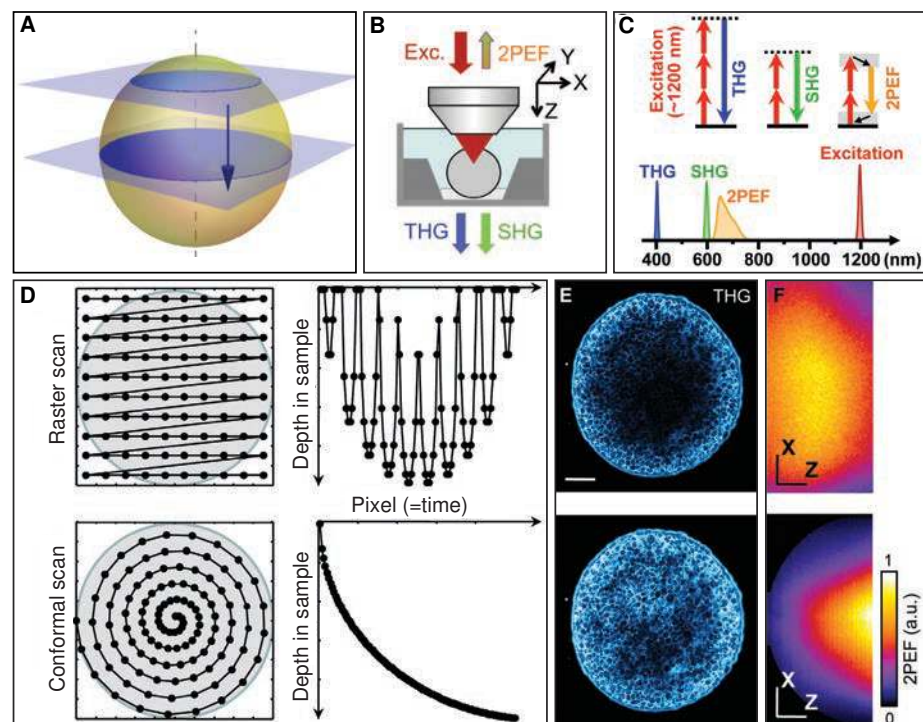 A
B
Exc.
2PEF
Y
X
Z
THG
SHG
C
Excitation
(~1200 nm)
THG
SHG
2PEF
THG
SHG
2PEF
Excitation
400
600
800
1000
1200
(nm)
D
Raster scan
Depth in sample
Pixel (=time)
Conformal scan
Depth in sample
E
THG
F
X
Z
X
Z
1
2PEF (a.u.)
0